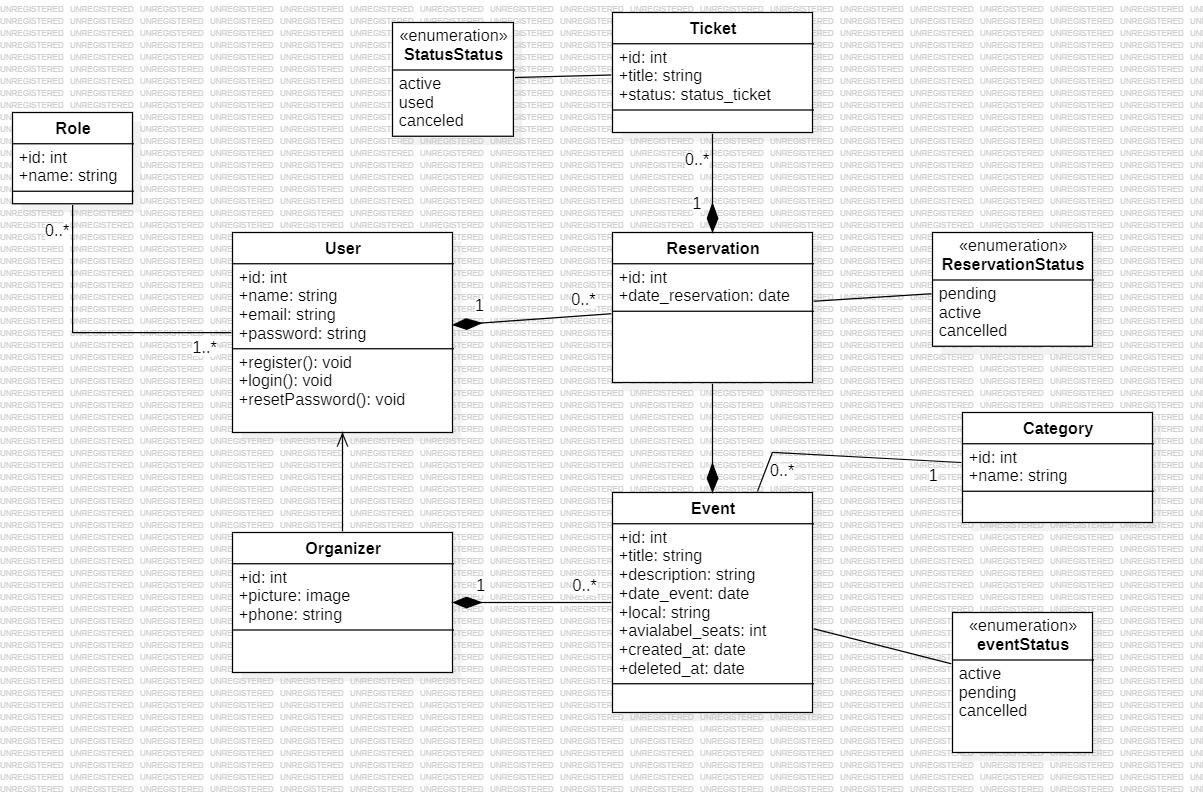 «enumeration»
StatusStatus
active
used
canceled
Ticket
+id: int
+title: string
+status: status_ticket
0..*
1
Role
+id: int
+name: string
0..*
1..*
User
+id: int
+name: string
+email: string
+password: string
+register(): void
+login(): void
+resetPassword(): void
1
0..*
Reservation
+id: int
+date_reservation: date
«enumeration»
ReservationStatus
pending
active
cancelled
Category
+id: int
+name: string
0..*
1
Organizer
+id: int
+picture: image
+phone: string
1
0..*
Event
+id: int
+title: string
+description: string
+date_event: date
+local: string
+avialabel_seats: int
+created_at: date
+deleted_at: date
«enumeration»
eventStatus
active
pending
cancelled
UNREGISTERED